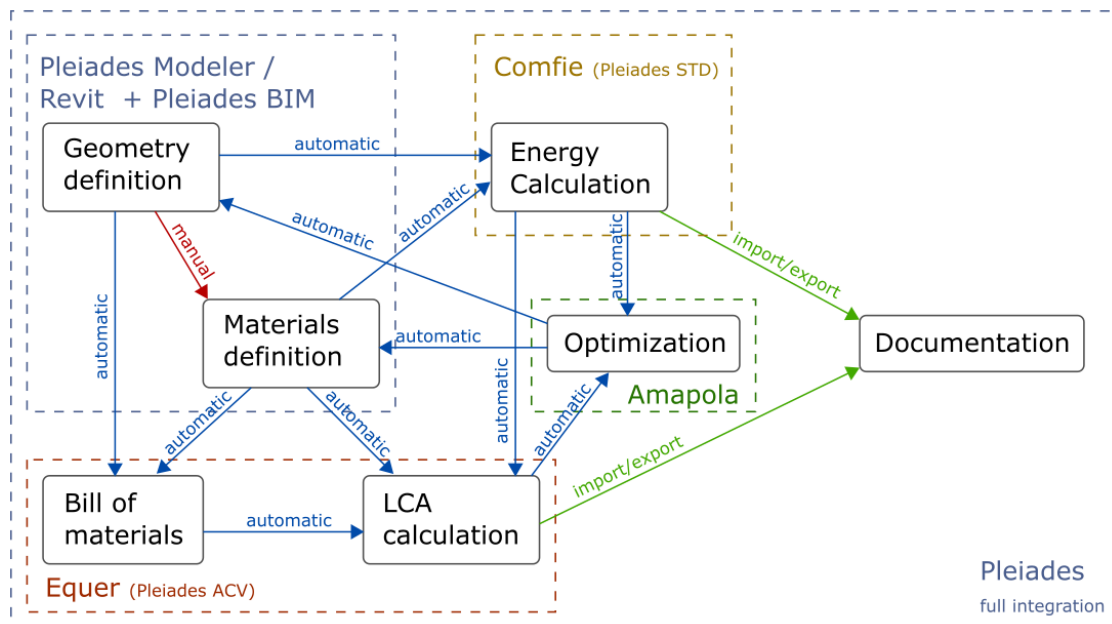 Pleiades Modeler /
Revit + Pleiades BIM
Comfie (Pleiades STD)
Geometry
definition
automatic
Energy
Calculation
automatic
automatic
manual
automatic
import/export
automatic
Materials
definition
automatic
Optimization
Documentation
Amapola
automatic
automatic
automatic
automatic
import/export
Bill of
materials
automatic
LCA
calculation
Equer (Pleiades ACV)
Pleiades
full integration